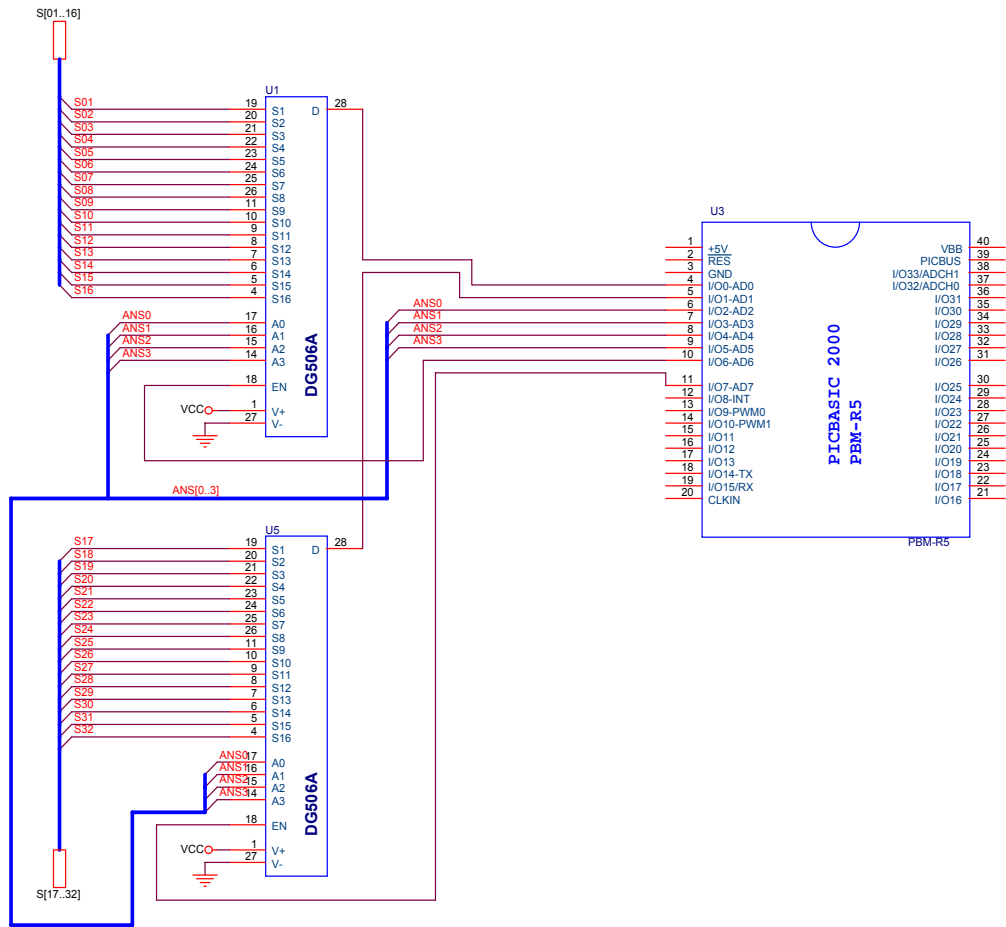 S[01..16]
U1
S01 19 S1 D 28
S02 20 S2
S03 21 S3
S04 22 S4
S05 23 S5
S06 24 S6
S07 25 S7
S08 26 S8
S09 11 S9
S10 10 S10
S11 9 S11
S12 8 S12
S13 7 S13
S14 6 S14
S15 5 S15
S16 4 S16
ANS0 17 A0
ANS1 16 A1
ANS2 15 A2
ANS3 14 A3
18 EN
VCC 1 V+
27 V-
DG506A
ANS[0..3]
U5
S17 19 S1 D 28
S18 20 S2
S19 21 S3
S20 22 S4
S21 23 S5
S22 24 S6
S23 25 S7
S24 26 S8
S25 11 S9
S26 10 S10
S27 9 S11
S28 8 S12
S29 7 S13
S30 6 S14
S31 5 S15
S32 4 S16
ANS0 17 A0
ANS1 16 A1
ANS2 15 A2
ANS3 14 A3
18 EN
VCC 1 V+
27 V-
DG506A
S[17..32]
U3
1 +5V VBB 40
2 RES PICBUS 39
3 GND I/O33/ADCH1 38
4 I/O0-AD0 I/O32/ADCH0 37
5 I/O1-AD1 I/O31 36
ANS0 6 I/O2-AD2 I/O30 35
ANS1 7 I/O3-AD3 I/O29 34
ANS2 8 I/O4-AD4 I/O28 33
ANS3 9 I/O5-AD5 I/O27 32
10 I/O6-AD6 I/O26 31
11 I/O7-AD7 I/O25 30
12 I/O8-INT I/O24 29
13 I/O9-PWM0 I/O23 28
14 I/O10-PWM1 I/O22 27
15 I/O11 I/O21 26
16 I/O12 I/O20 25
17 I/O13 I/O19 24
18 I/O14-TX I/O18 23
19 I/O15/RX I/O17 22
20 CLKIN I/O16 21
PICBASIC 2000
PBM-R5
PBM-R5